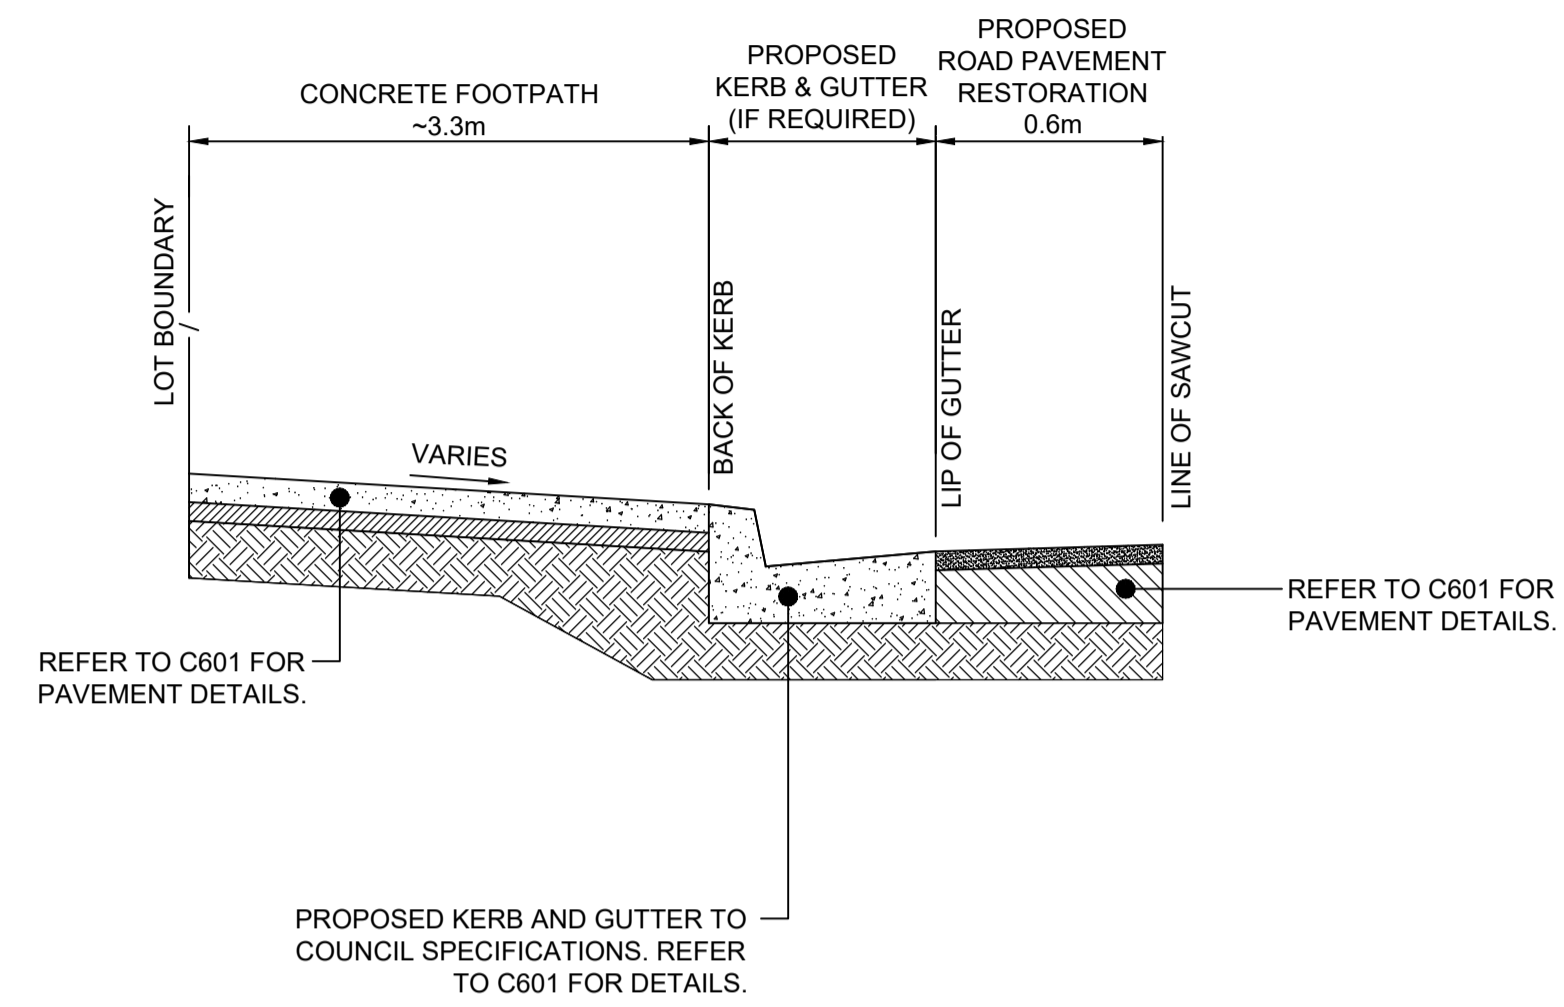 CONCRETE FOOTPATH
~3.3m
PROPOSED
KERB & GUTTER
(IF REQUIRED)
PROPOSED
ROAD PAVEMENT
RESTORATION
0.6m
LOT BOUNDARY
BACK OF KERB
LIP OF GUTTER
LINE OF SAWCUT
VARIES
REFER TO C601 FOR
PAVEMENT DETAILS.
REFER TO C601 FOR
PAVEMENT DETAILS.
PROPOSED KERB AND GUTTER TO
COUNCIL SPECIFICATIONS. REFER
TO C601 FOR DETAILS.